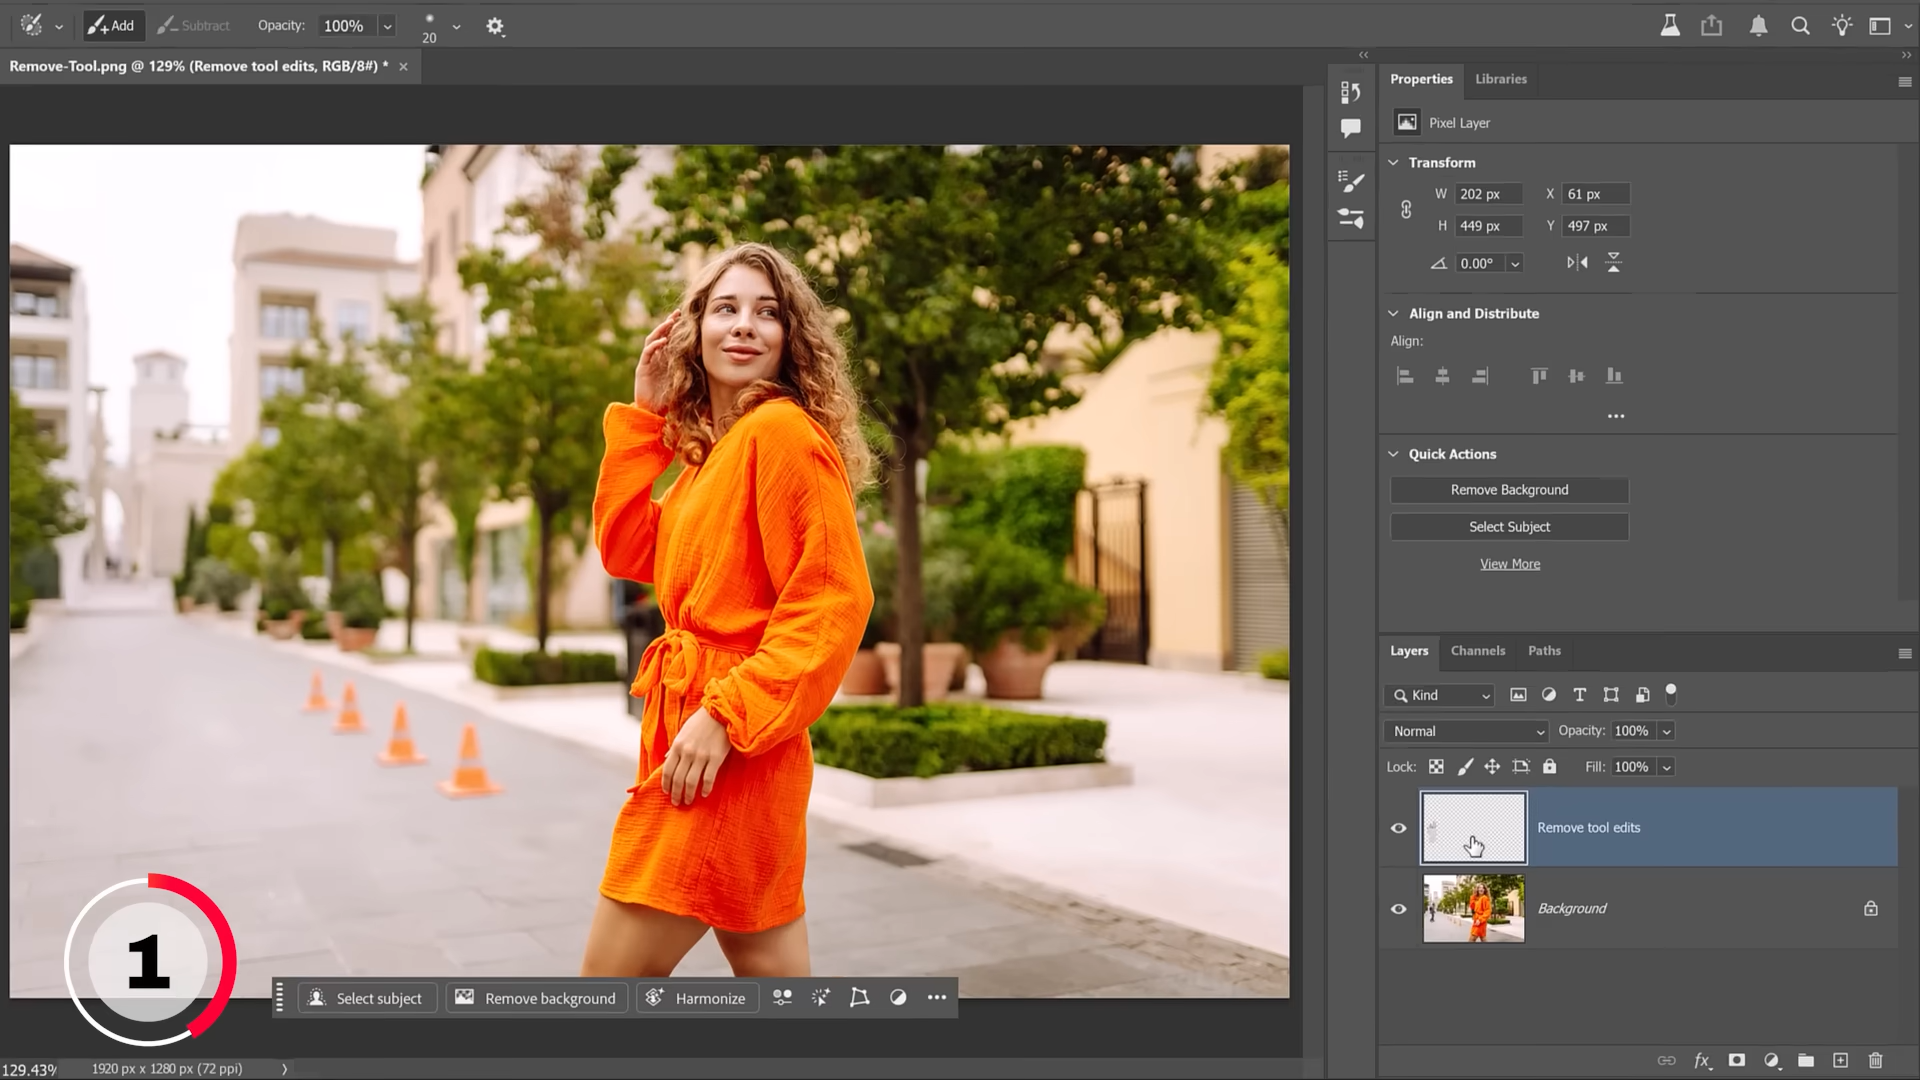 Add
Subtract
Opacity:
100%
20
Remove-Tool.png @ 129% (Remove tool edits, RGB/8#) *
Properties
Libraries
Pixel Layer
Transform
W 202 px
X 61 px
H 449 px
Y 497 px
0.00°
Align and Distribute
Align:
Quick Actions
Remove Background
Select Subject
View More
Layers
Channels
Paths
Kind
Normal
Opacity: 100%
Lock:
Fill: 100%
Remove tool edits
Background
1
Select subject
Remove background
Harmonize
129.43%
1920 px x 1280 px (72 ppi)